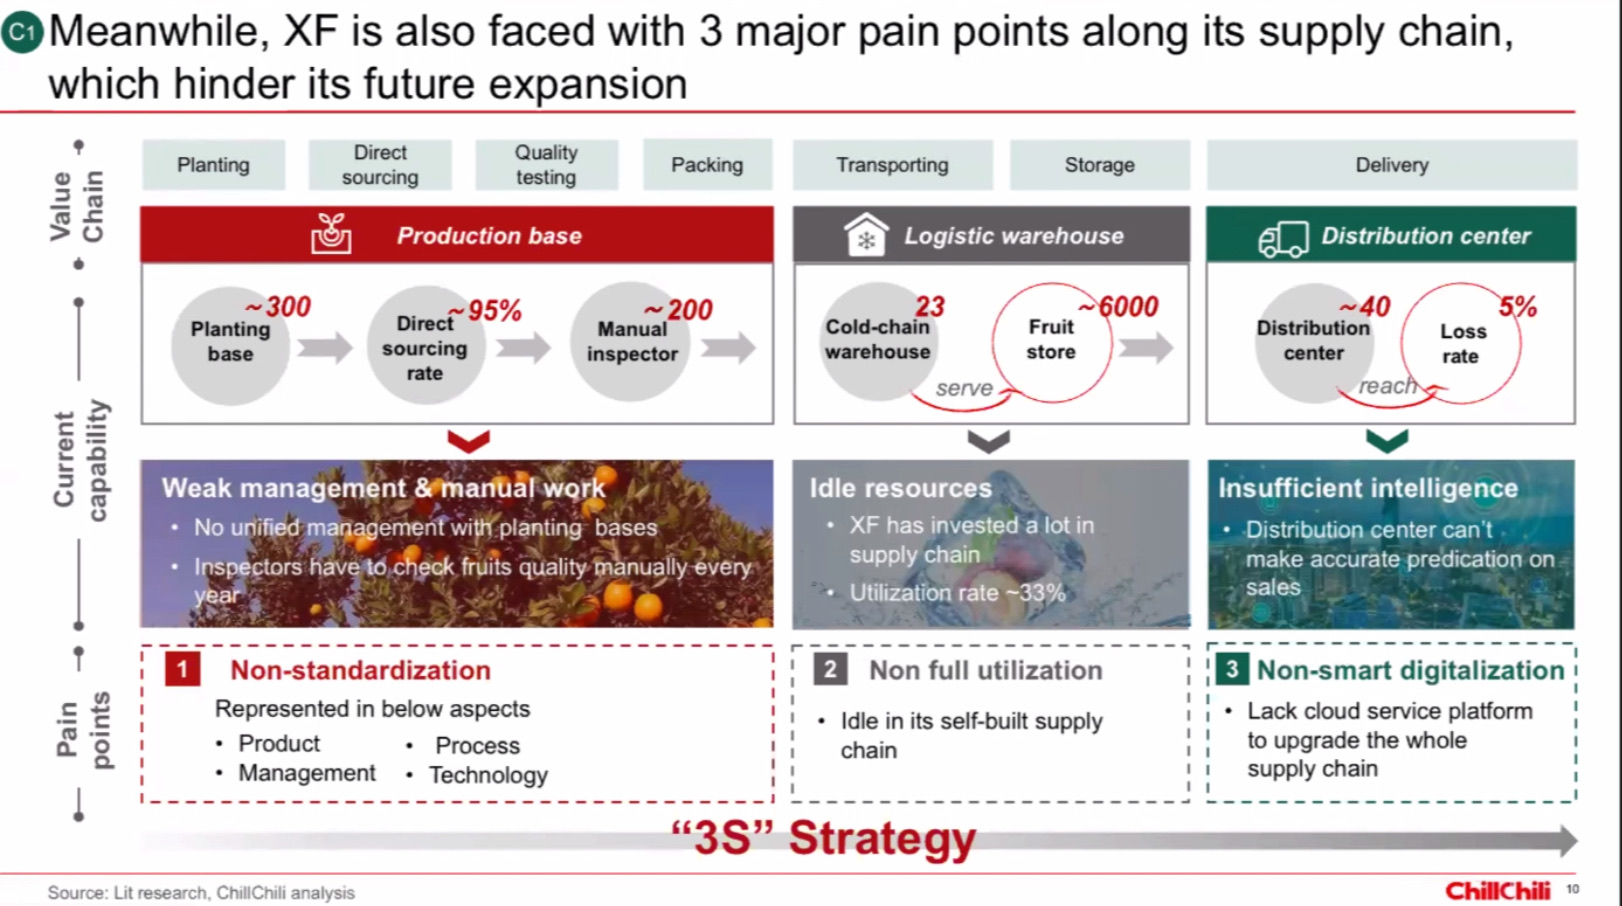 C1
Meanwhile, XF is also faced with 3 major pain points along its supply chain,
which hinder its future expansion
Value
Chain
Planting
Direct
sourcing
Quality
testing
Packing
Transporting
Storage
Delivery
Production base
Logistic warehouse
Distribution center
Current
capability
~300
Planting
base
~95%
Direct
sourcing
rate
~200
Manual
inspector
23
Cold-chain
warehouse
serve
~6000
Fruit
store
~40
Distribution
center
reach
5%
Loss
rate
Weak management & manual work
• No unified management with planting bases
• Inspectors have to check fruits quality manually every
year
Idle resources
• XF has invested a lot in
supply chain
• Utilization rate ~33%
Insufficient intelligence
• Distribution center can't
make accurate predication on
sales
Pain
points
1 Non-standardization
Represented in below aspects
• Product
• Process
• Management
• Technology
2 Non full utilization
• Idle in its self-built supply
chain
3 Non-smart digitalization
• Lack cloud service platform
to upgrade the whole
supply chain
“3S” Strategy
Source: Lit research, ChillChili analysis
ChillChili
10